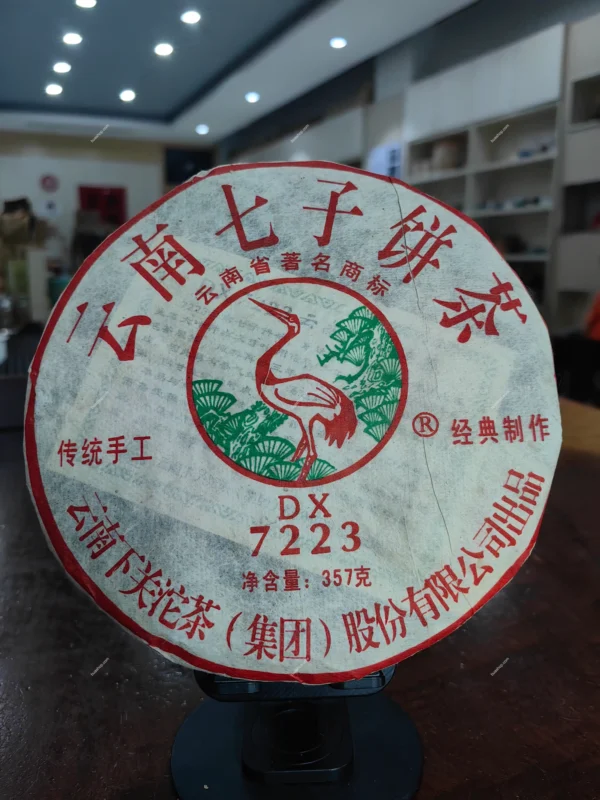 云南七子饼茶
云南省著名商标
传统手工
® 经典制作
DX
7223
净含量：357克
云南下关沱茶（集团）股份有限公司出品